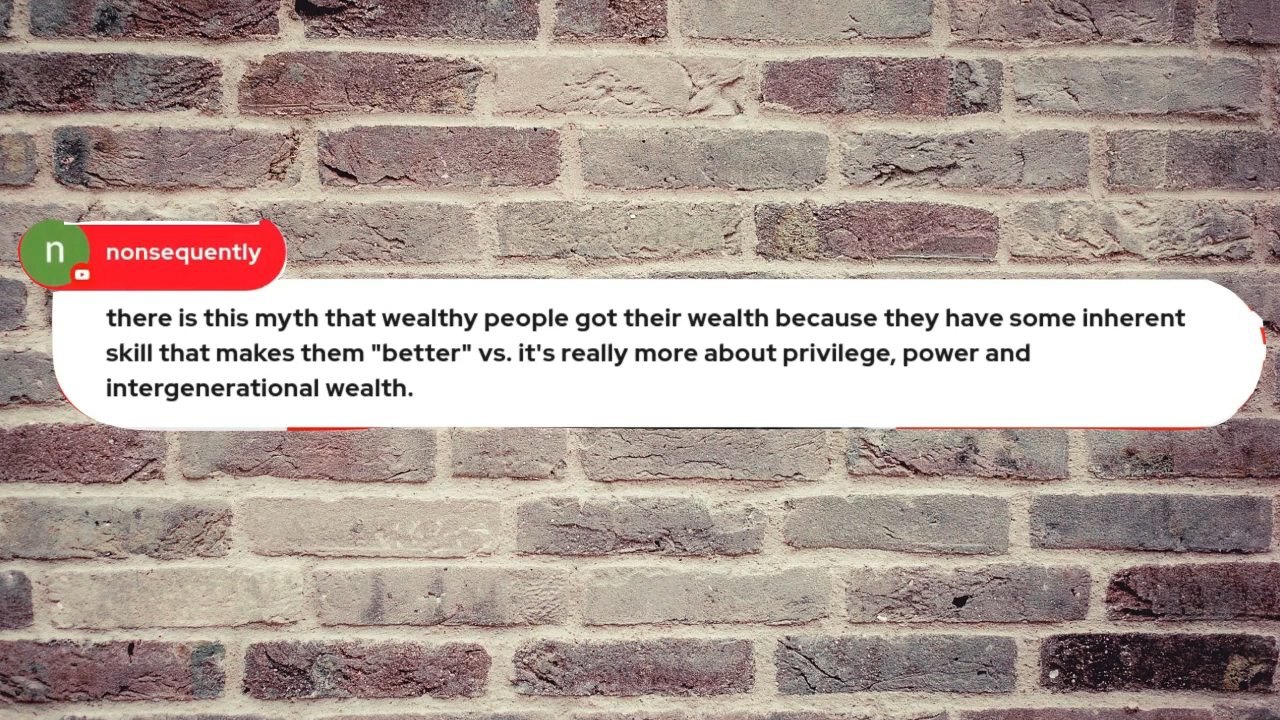 n
nonsequently
there is this myth that wealthy people got their wealth because they have some inherent
skill that makes them "better" vs. it's really more about privilege, power and
intergenerational wealth.